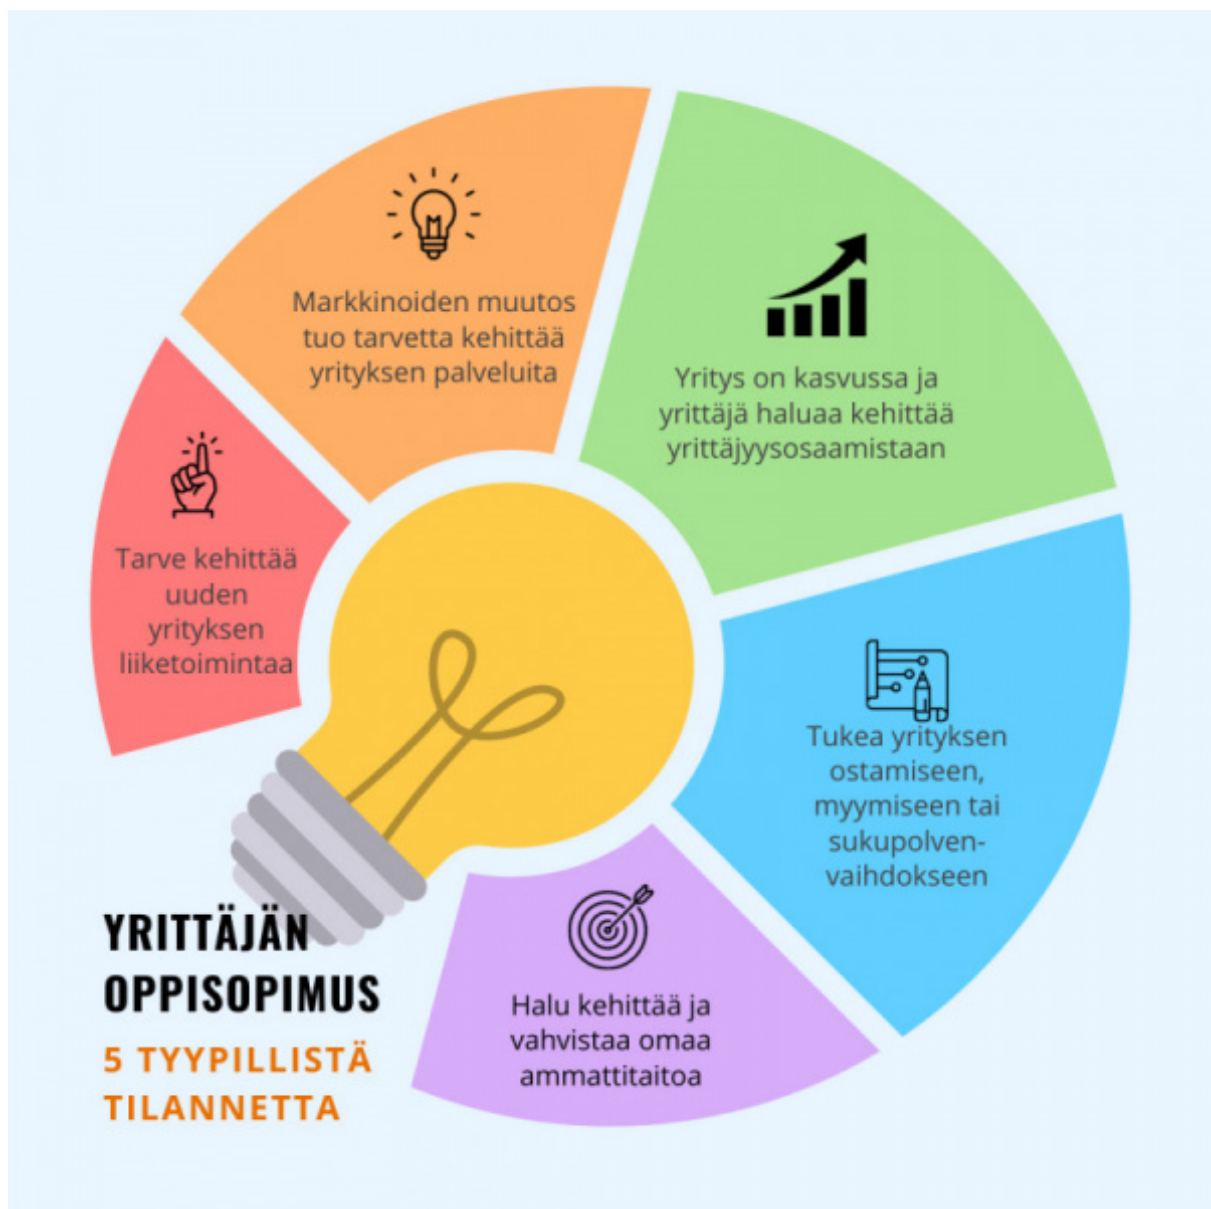 Markkinoiden muutos
tuo tarvetta kehittää
yrityksen palveluita
Yritys on kasvussa ja
yrittäjä haluaa kehittää
yrittäjyysosaamistaan
Tarve kehittää
uuden
yrityksen
liiketoimintaa
Tukea yrityksen
ostamiseen,
myymiseen tai
sukupolven-
vaihdokseen
Halu kehittää ja
vahvistaa omaa
ammattitaitoa
YRITTÄJÄN
OPPISOPIMUS
5 TYYPILLISTÄ
TILANNETTA